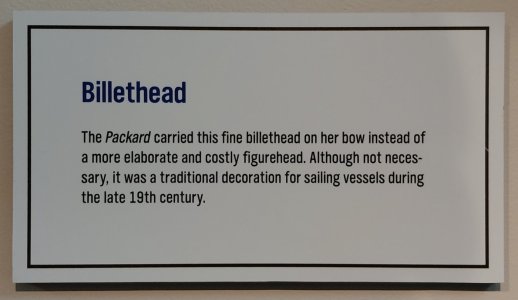 Billethead
The Packard carried this fine billethead on her bow instead of
a more elaborate and costly figurehead. Although not neces-
sary, it was a traditional decoration for sailing vessels during
the late 19th century.